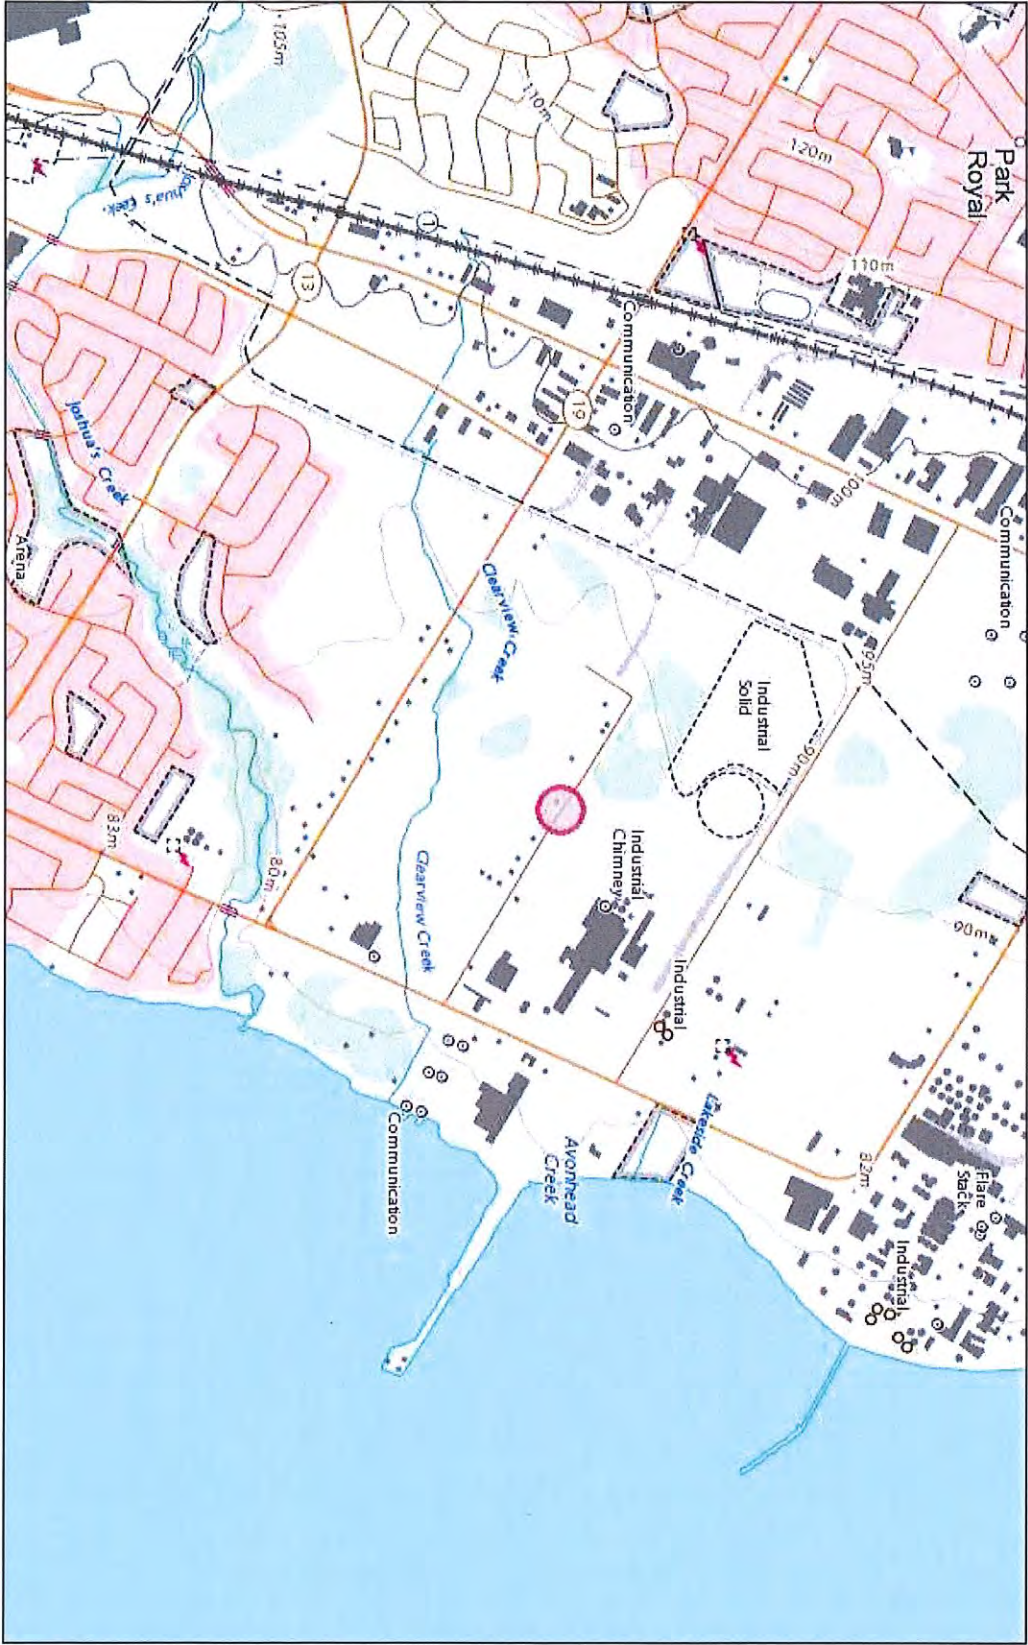 Park
Royal
105m
110m
120m
110m
Joshua's Creek
1
13
Communication
19
100m
Communication
Joshua's Creek
Arena
Clearview Creek
95m
Industrial
Solid
90m
Industrial
Chimney
90m
83m
80m
Clearview Creek
Industrial
Lakeside Creek
82m
Flare
Stack
Industrial
Avonhead
Creek
Communication